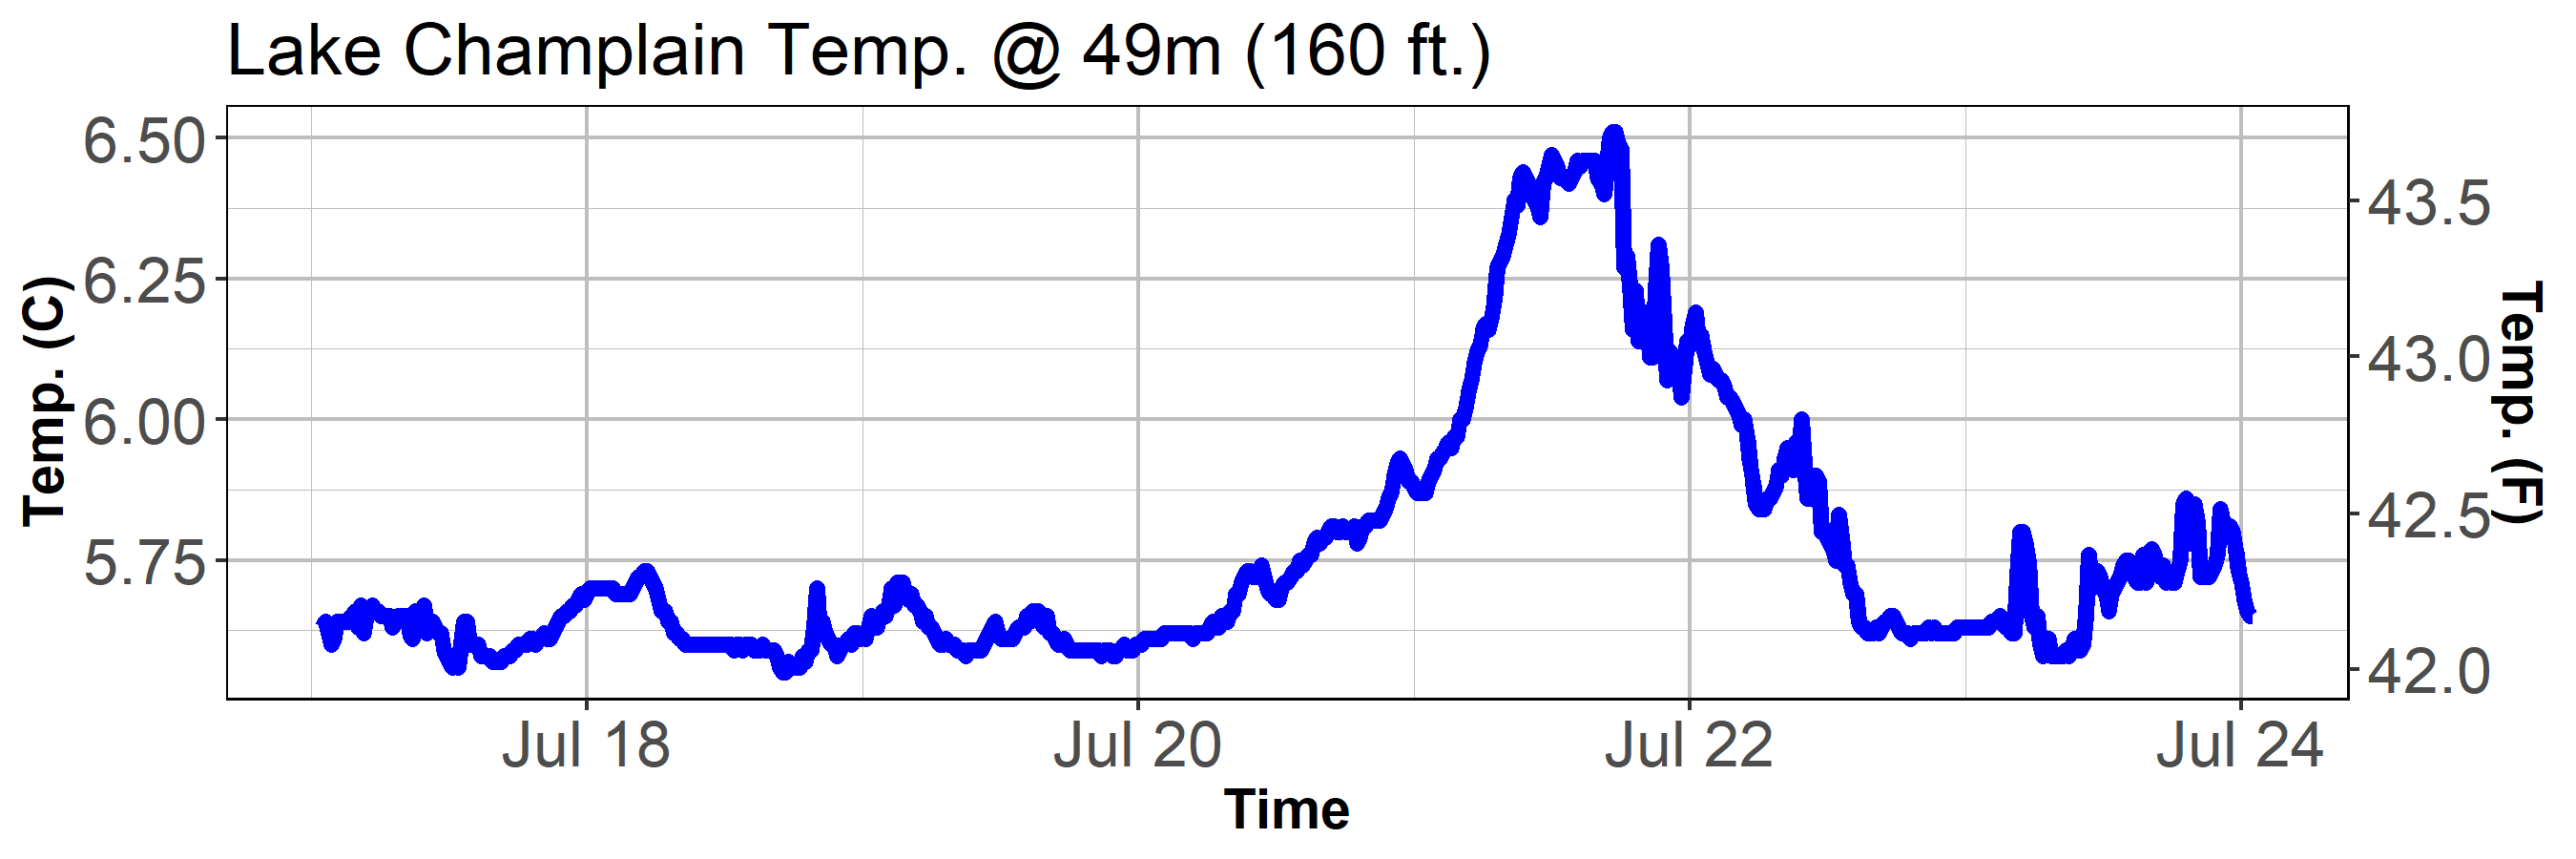 Lake Champlain Temp. @ 49m (160 ft.)
Temp. (C)
6.50
6.25
6.00
5.75
43.5
43.0
42.5
42.0
Temp. (F)
Jul 18
Jul 20
Jul 22
Jul 24
Time